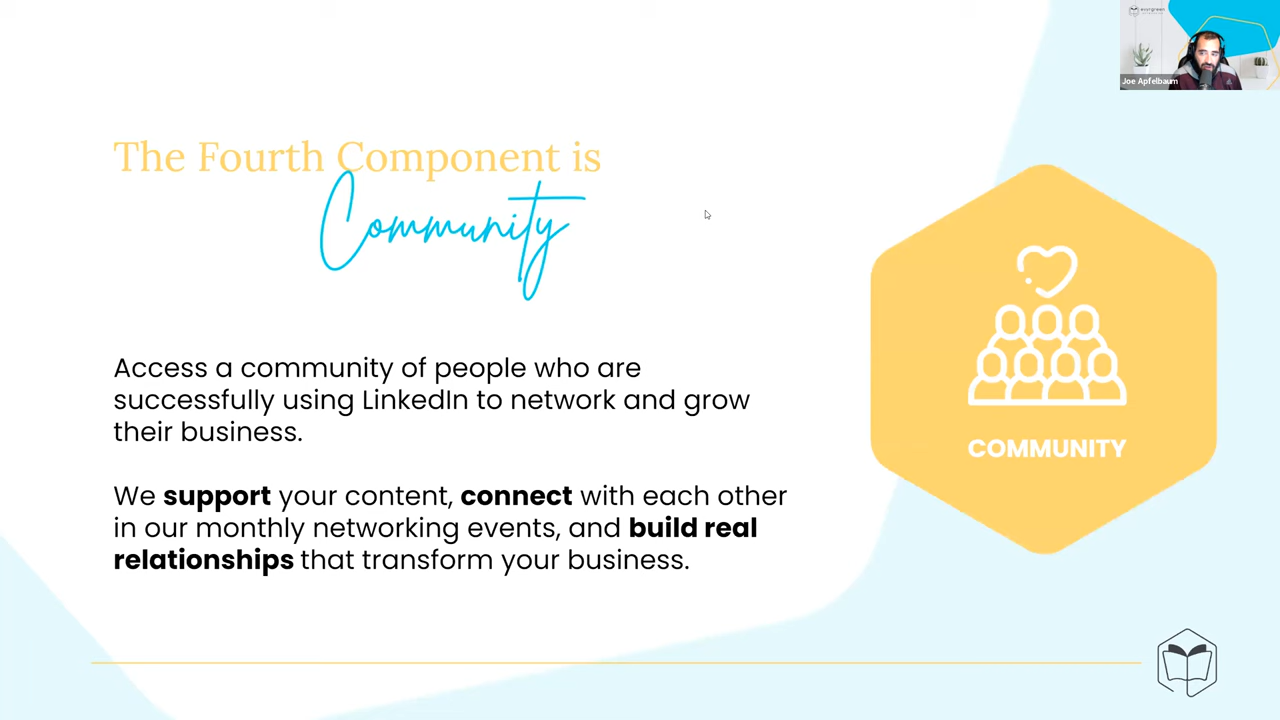 evyrgreen
Joe Apfelbaum
The Fourth Component is
Community
Access a community of people who are
successfully using LinkedIn to network and grow
their business.
We support your content, connect with each other
in our monthly networking events, and build real
relationships that transform your business.
COMMUNITY